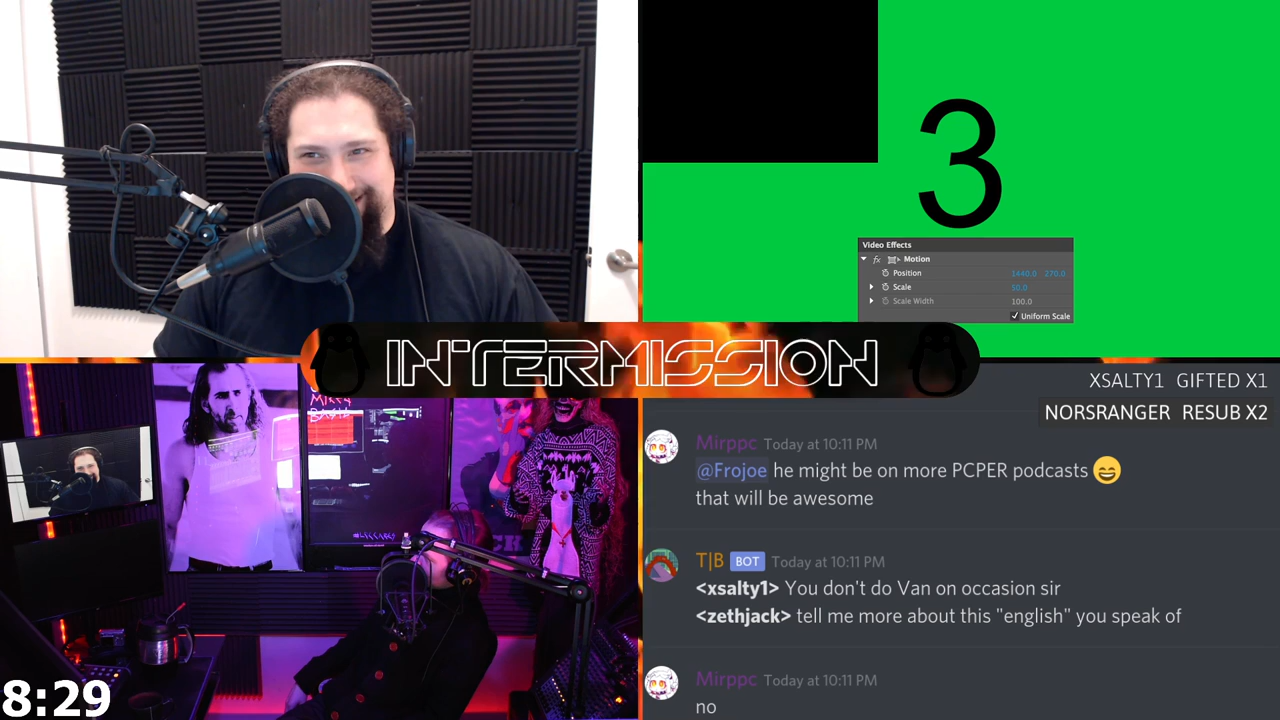 3
Video Effects
fx Motion
Position 1440.0 270.0
Scale 50.0
Scale Width 100.0
Uniform Scale
INTERMISSION
XSALTY1 GIFTED X1
NORSRANGER RESUB X2
Mirppc Today at 10:11 PM
@Frojoe he might be on more PCPER podcasts 😄
that will be awesome
T|B BOT Today at 10:11 PM
<xsalty1> You don't do Van on occasion sir
<zethjack> tell me more about this "english" you speak of
Mirppc Today at 10:11 PM
no
8:29